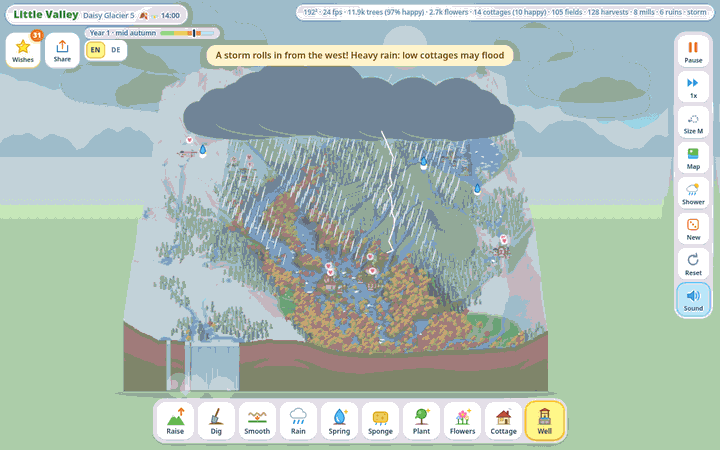 Little Valley Daisy Glacier 5 14:00
192² · 24 fps · 11.9k trees (97% happy) · 2.7k flowers · 14 cottages (10 happy) · 105 fields · 128 harvests · 8 mills · 6 ruins · storm
Year 1 · mid autumn
31
Wishes
Share
EN DE
A storm rolls in from the west! Heavy rain: low cottages may flood
Pause
1x
Size M
Map
Shower
New
Reset
Sound
Raise Dig Smooth Rain Spring Sponge Plant Flowers Cottage Well